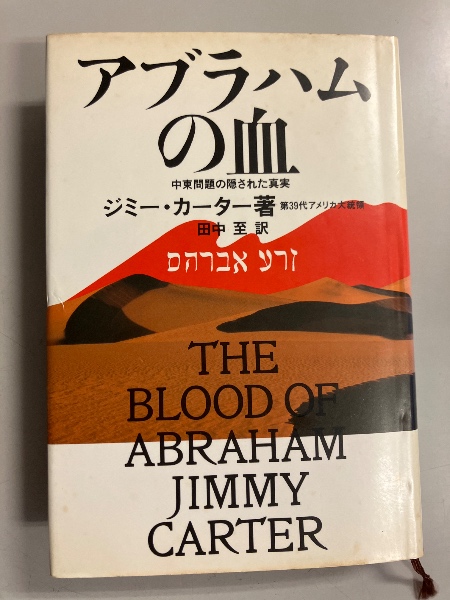 アブラハム
の血
中東問題の隠された真実
ジミー・カーター著 第39代アメリカ大統領
田中 至 訳
זרע אברהם
THE
BLOOD OF
ABRAHAM
JIMMY
CARTER